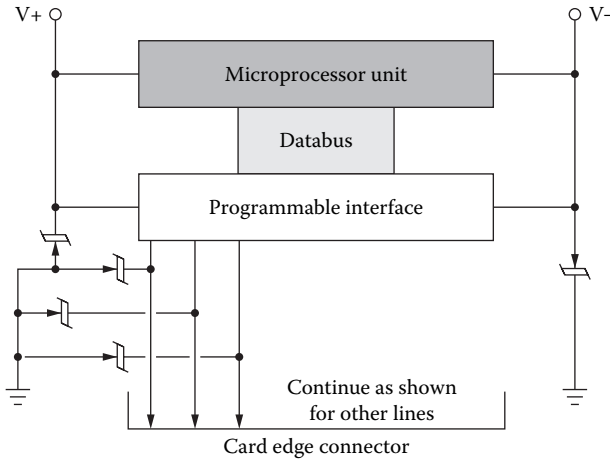 V+
V–
Microprocessor unit
Databus
Programmable interface
Continue as shown
for other lines
Card edge connector